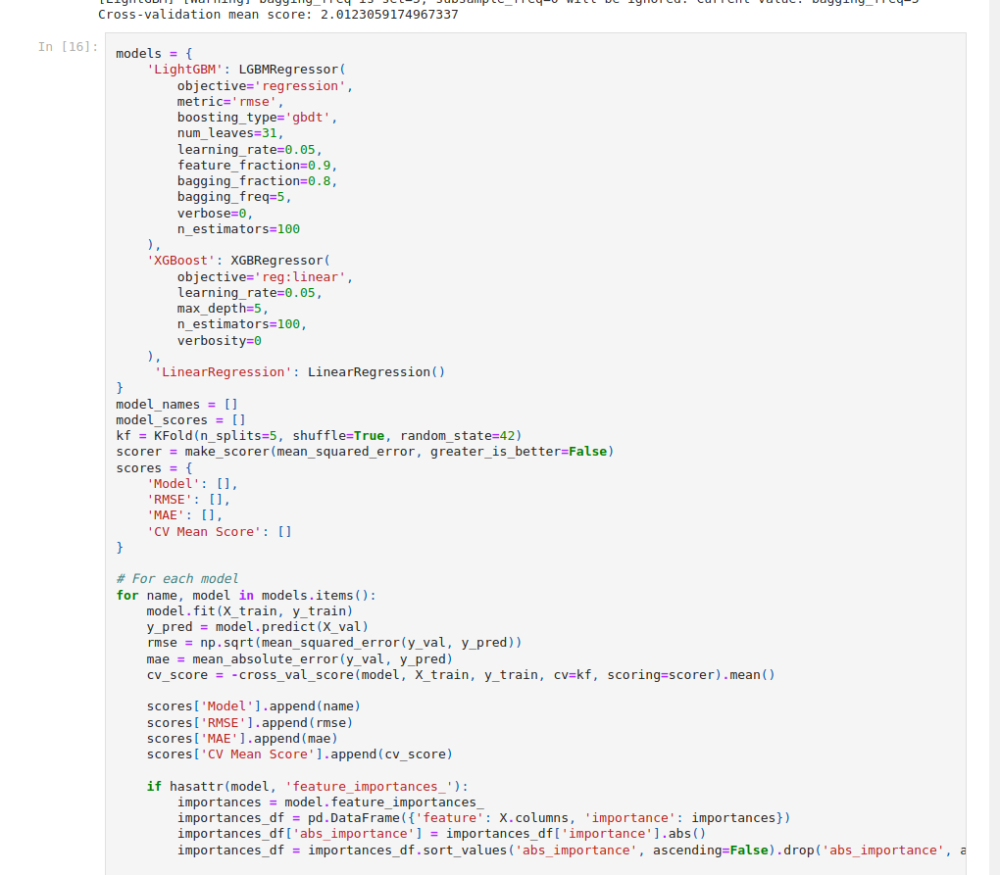 [LightGBM] [Warning] bagging_freq is set=5, subsample_freq=0 will be ignored. Current value: bagging_freq=5
Cross-validation mean score: 2.0123059174967337
In [16]:
models = {
    'LightGBM': LGBMRegressor(
        objective='regression',
        metric='rmse',
        boosting_type='gbdt',
        num_leaves=31,
        learning_rate=0.05,
        feature_fraction=0.9,
        bagging_fraction=0.8,
        bagging_freq=5,
        verbose=0,
        n_estimators=100
    ),
    'XGBoost': XGBRegressor(
        objective='reg:linear',
        learning_rate=0.05,
        max_depth=5,
        n_estimators=100,
        verbosity=0
    ),
     'LinearRegression': LinearRegression()
}
model_names = []
model_scores = []
kf = KFold(n_splits=5, shuffle=True, random_state=42)
scorer = make_scorer(mean_squared_error, greater_is_better=False)
scores = {
    'Model': [],
    'RMSE': [],
    'MAE': [],
    'CV Mean Score': []
}
# For each model
for name, model in models.items():
    model.fit(X_train, y_train)
    y_pred = model.predict(X_val)
    rmse = np.sqrt(mean_squared_error(y_val, y_pred))
    mae = mean_absolute_error(y_val, y_pred)
    cv_score = -cross_val_score(model, X_train, y_train, cv=kf, scoring=scorer).mean()
    scores['Model'].append(name)
    scores['RMSE'].append(rmse)
    scores['MAE'].append(mae)
    scores['CV Mean Score'].append(cv_score)
    if hasattr(model, 'feature_importances_'):
        importances = model.feature_importances_
        importances_df = pd.DataFrame({'feature': X.columns, 'importance': importances})
        importances_df['abs_importance'] = importances_df['importance'].abs()
        importances_df = importances_df.sort_values('abs_importance', ascending=False).drop('abs_importance', a